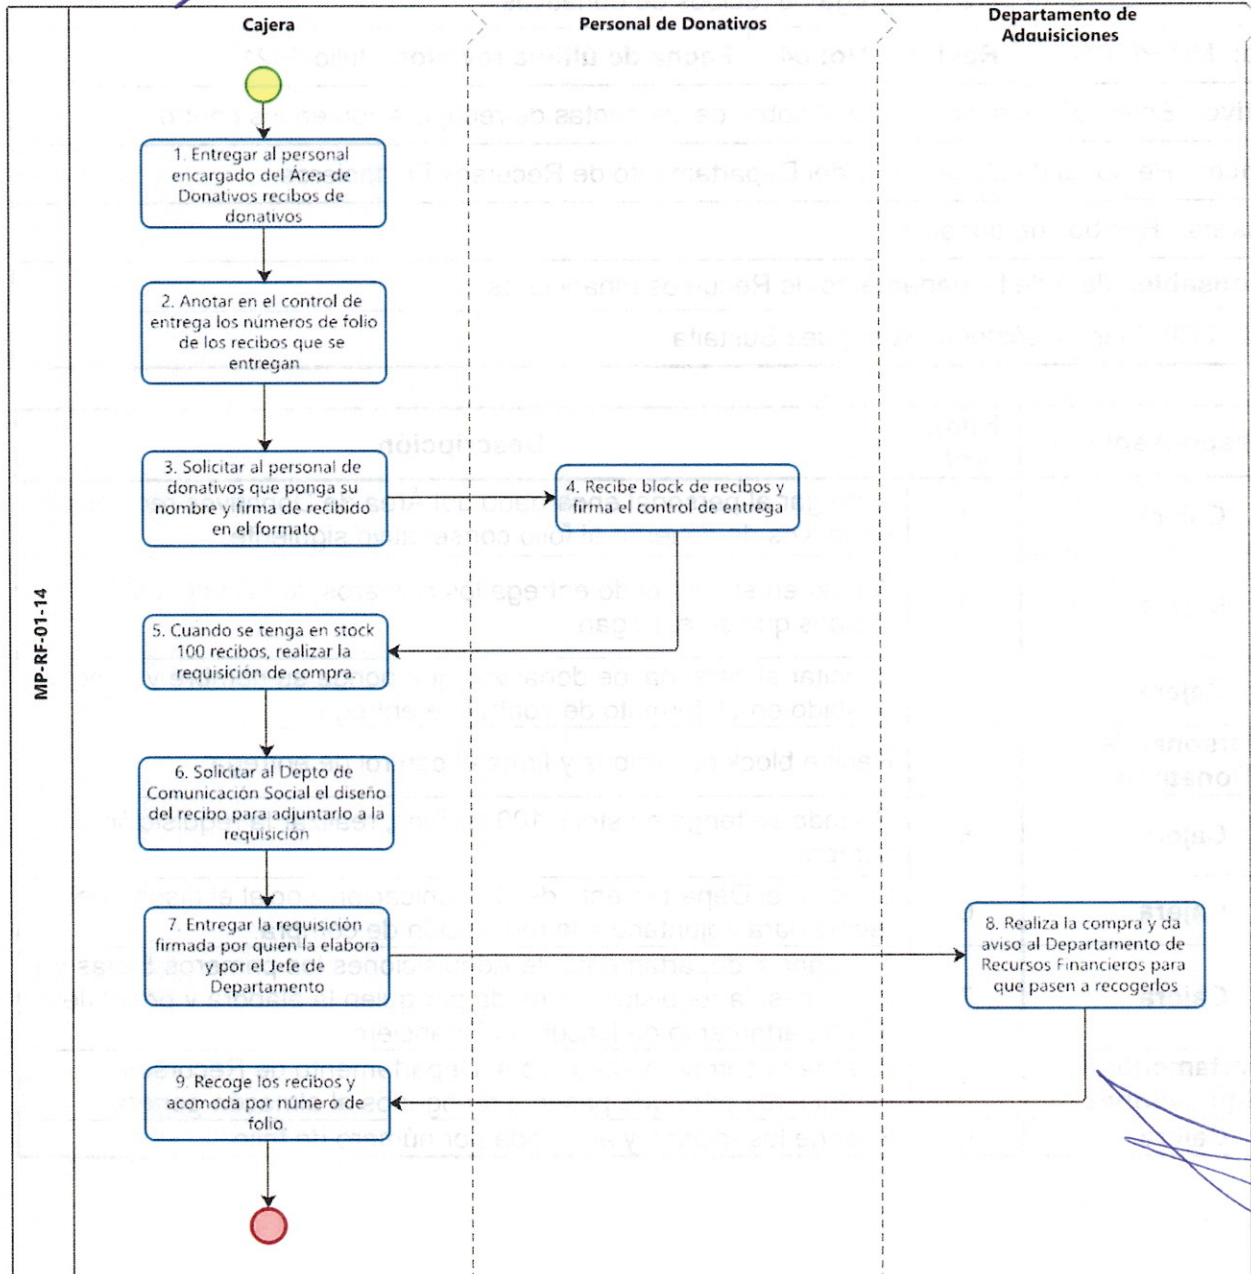 Cajera
Personal de Donativos
Departamento de
Adquisiciones
MP-RF-01-14
1. Entregar al personal
encargado del Área de
Donativos recibos de
donativos
2. Anotar en el control de
entrega los números de folio
de los recibos que se
entregan
3. Solicitar al personal de
donativos que ponga su
nombre y firma de recibido
en el formato
4. Recibe block de recibos y
firma el control de entrega
5. Cuando se tenga en stock
100 recibos, realizar la
requisición de compra.
6. Solicitar al Depto de
Comunicación Social el diseño
del recibo para adjuntarlo a la
requisición
7. Entregar la requisición
firmada por quién la elabora
y por el Jefe de
Departamento
8. Realiza la compra y da
aviso al Departamento de
Recursos Financieros para
que pasen a recogerlos
9. Recoge los recibos y
acomoda por número de
folio.